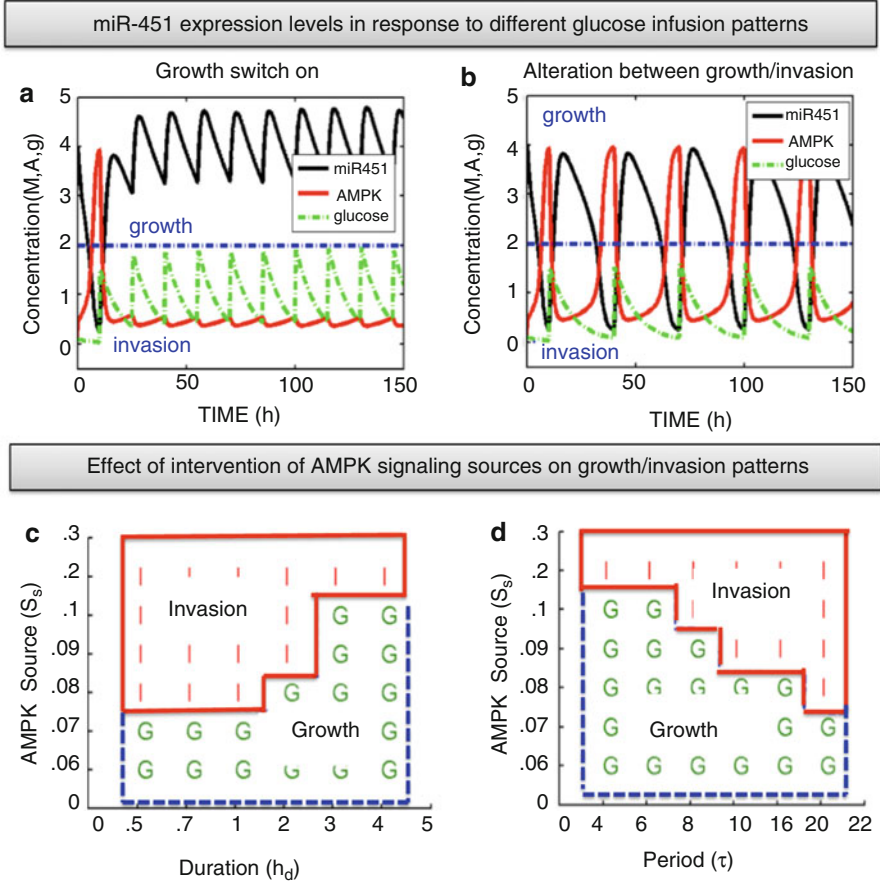 miR-451 expression levels in response to different glucose infusion patterns
a
Growth switch on
Concentration(M,A,g)
5
4
3
2
1
0
miR451
AMPK
glucose
growth
invasion
0
50
100
150
TIME (h)
b
Alteration between growth/invasion
Concentration(M,A,g)
5
4
3
2
1
0
growth
miR451
AMPK
glucose
invasion
0
50
100
150
TIME (h)
Effect of intervention of AMPK signaling sources on growth/invasion patterns
c
AMPK Source (Ss)
.3
.2
.1
.09
.08
.07
.06
0
I I I I I I
Invasion
I I I I G G
I I I I G G
I I I G G G
Growth
G G G G G
G G G G G G
0 .5 .7 1 2 3 4 5
Duration (hd)
d
AMPK Source (Ss)
.3
.2
.1
.09
.08
.07
.06
0
I I I I I I
Invasion
G G I I
G G G I I I
G G G G G I
Growth
G G G G
G G G G G G
0 4 6 8 10 16 20 22
Period (τ)